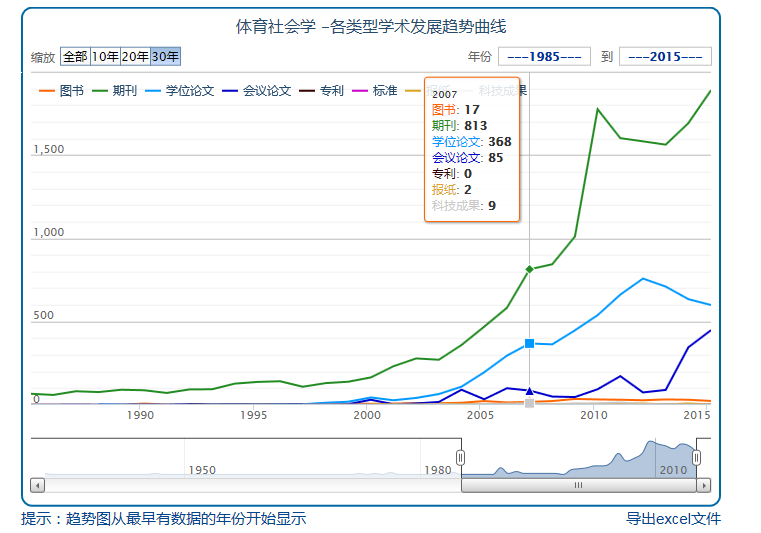 体育社会学 –各类型学术发展趋势曲线
缩放 全部 10年 20年 30年 年份 ---1985--- 到 ---2015---
图书 期刊 学位论文 会议论文 专利 标准 科技成果
2007
图书: 17
期刊: 813
学位论文: 368
会议论文: 85
专利: 0
报纸: 2
科技成果: 9
1,500
1,000
500
0
1990 1995 2000 2005 2010 2015
1950 1980 2010
提示：趋势图从最早有数据的年份开始显示 导出excel文件